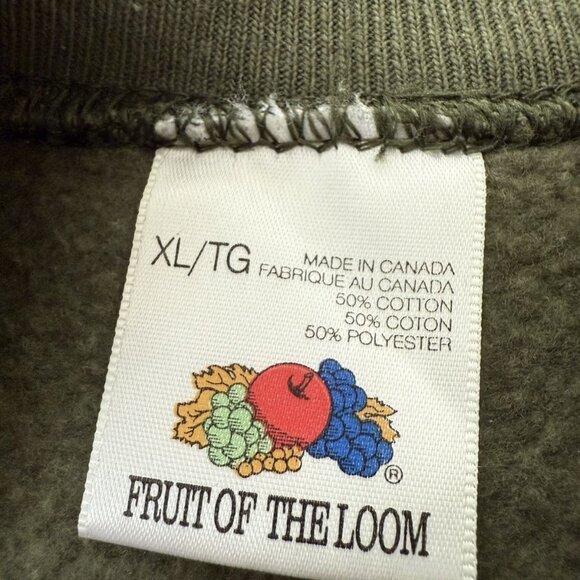 XL/TG
MADE IN CANADA
FABRIQUE AU CANADA
50% COTTON
50% COTON
50% POLYESTER
®
FRUIT OF THE LOOM